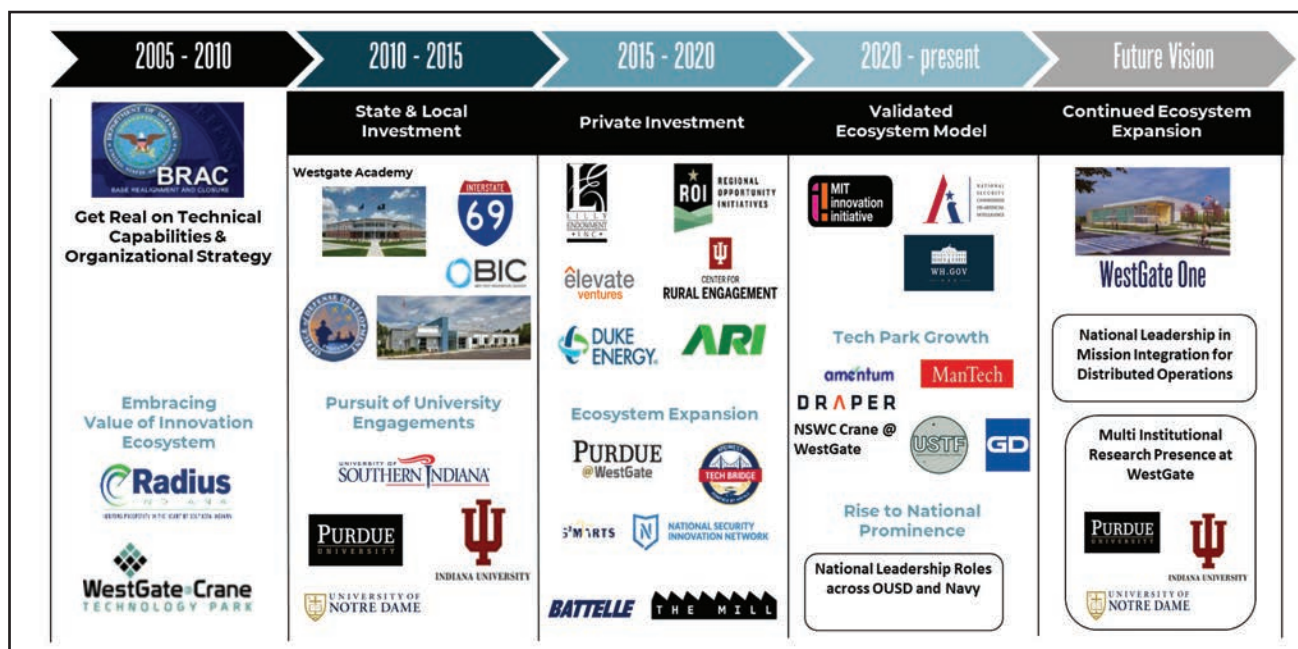 2005 - 2010
2010 - 2015
2015 - 2020
2020 - present
Future Vision
BRAC
BASE REALIGNMENT AND CLOSURE
Get Real on Technical
Capabilities &
Organizational Strategy
Embracing
Value of Innovation
Ecosystem
Radius
INDIANA
WestGate@Crane
TECHNOLOGY PARK
State & Local
Investment
Westgate Academy
INTERSTATE
69
BIC
Pursuit of University
Engagements
UNIVERSITY OF
SOUTHERN INDIANA
PURDUE
UNIVERSITY
INDIANA UNIVERSITY
UNIVERSITY OF
NOTRE DAME
Private Investment
LILLY
ENDOWMENT
INC
ROI
REGIONAL
OPPORTUNITY
INITIATIVES
elevate
ventures
CENTER FOR
RURAL ENGAGEMENT
DUKE
ENERGY®
ARI
Ecosystem Expansion
PURDUE
@WestGate
MIDWEST
TECH BRIDGE
NATIONAL SECURITY
INNOVATION NETWORK
BATTELLE
THE MILL
Validated
Ecosystem Model
MIT
innovation
initiative
NATIONAL
SECURITY
COMMISSION
WH.GOV
Tech Park Growth
amentum
ManTech
DRAPER
NSWC Crane @
WestGate
USTF
GD
Rise to National
Prominence
National Leadership Roles
across OUSD and Navy
Continued Ecosystem
Expansion
WestGate One
National Leadership in
Mission Integration for
Distributed Operations
Multi Institutional
Research Presence at
WestGate
PURDUE
UNIVERSITY
INDIANA UNIVERSITY
UNIVERSITY OF
NOTRE DAME